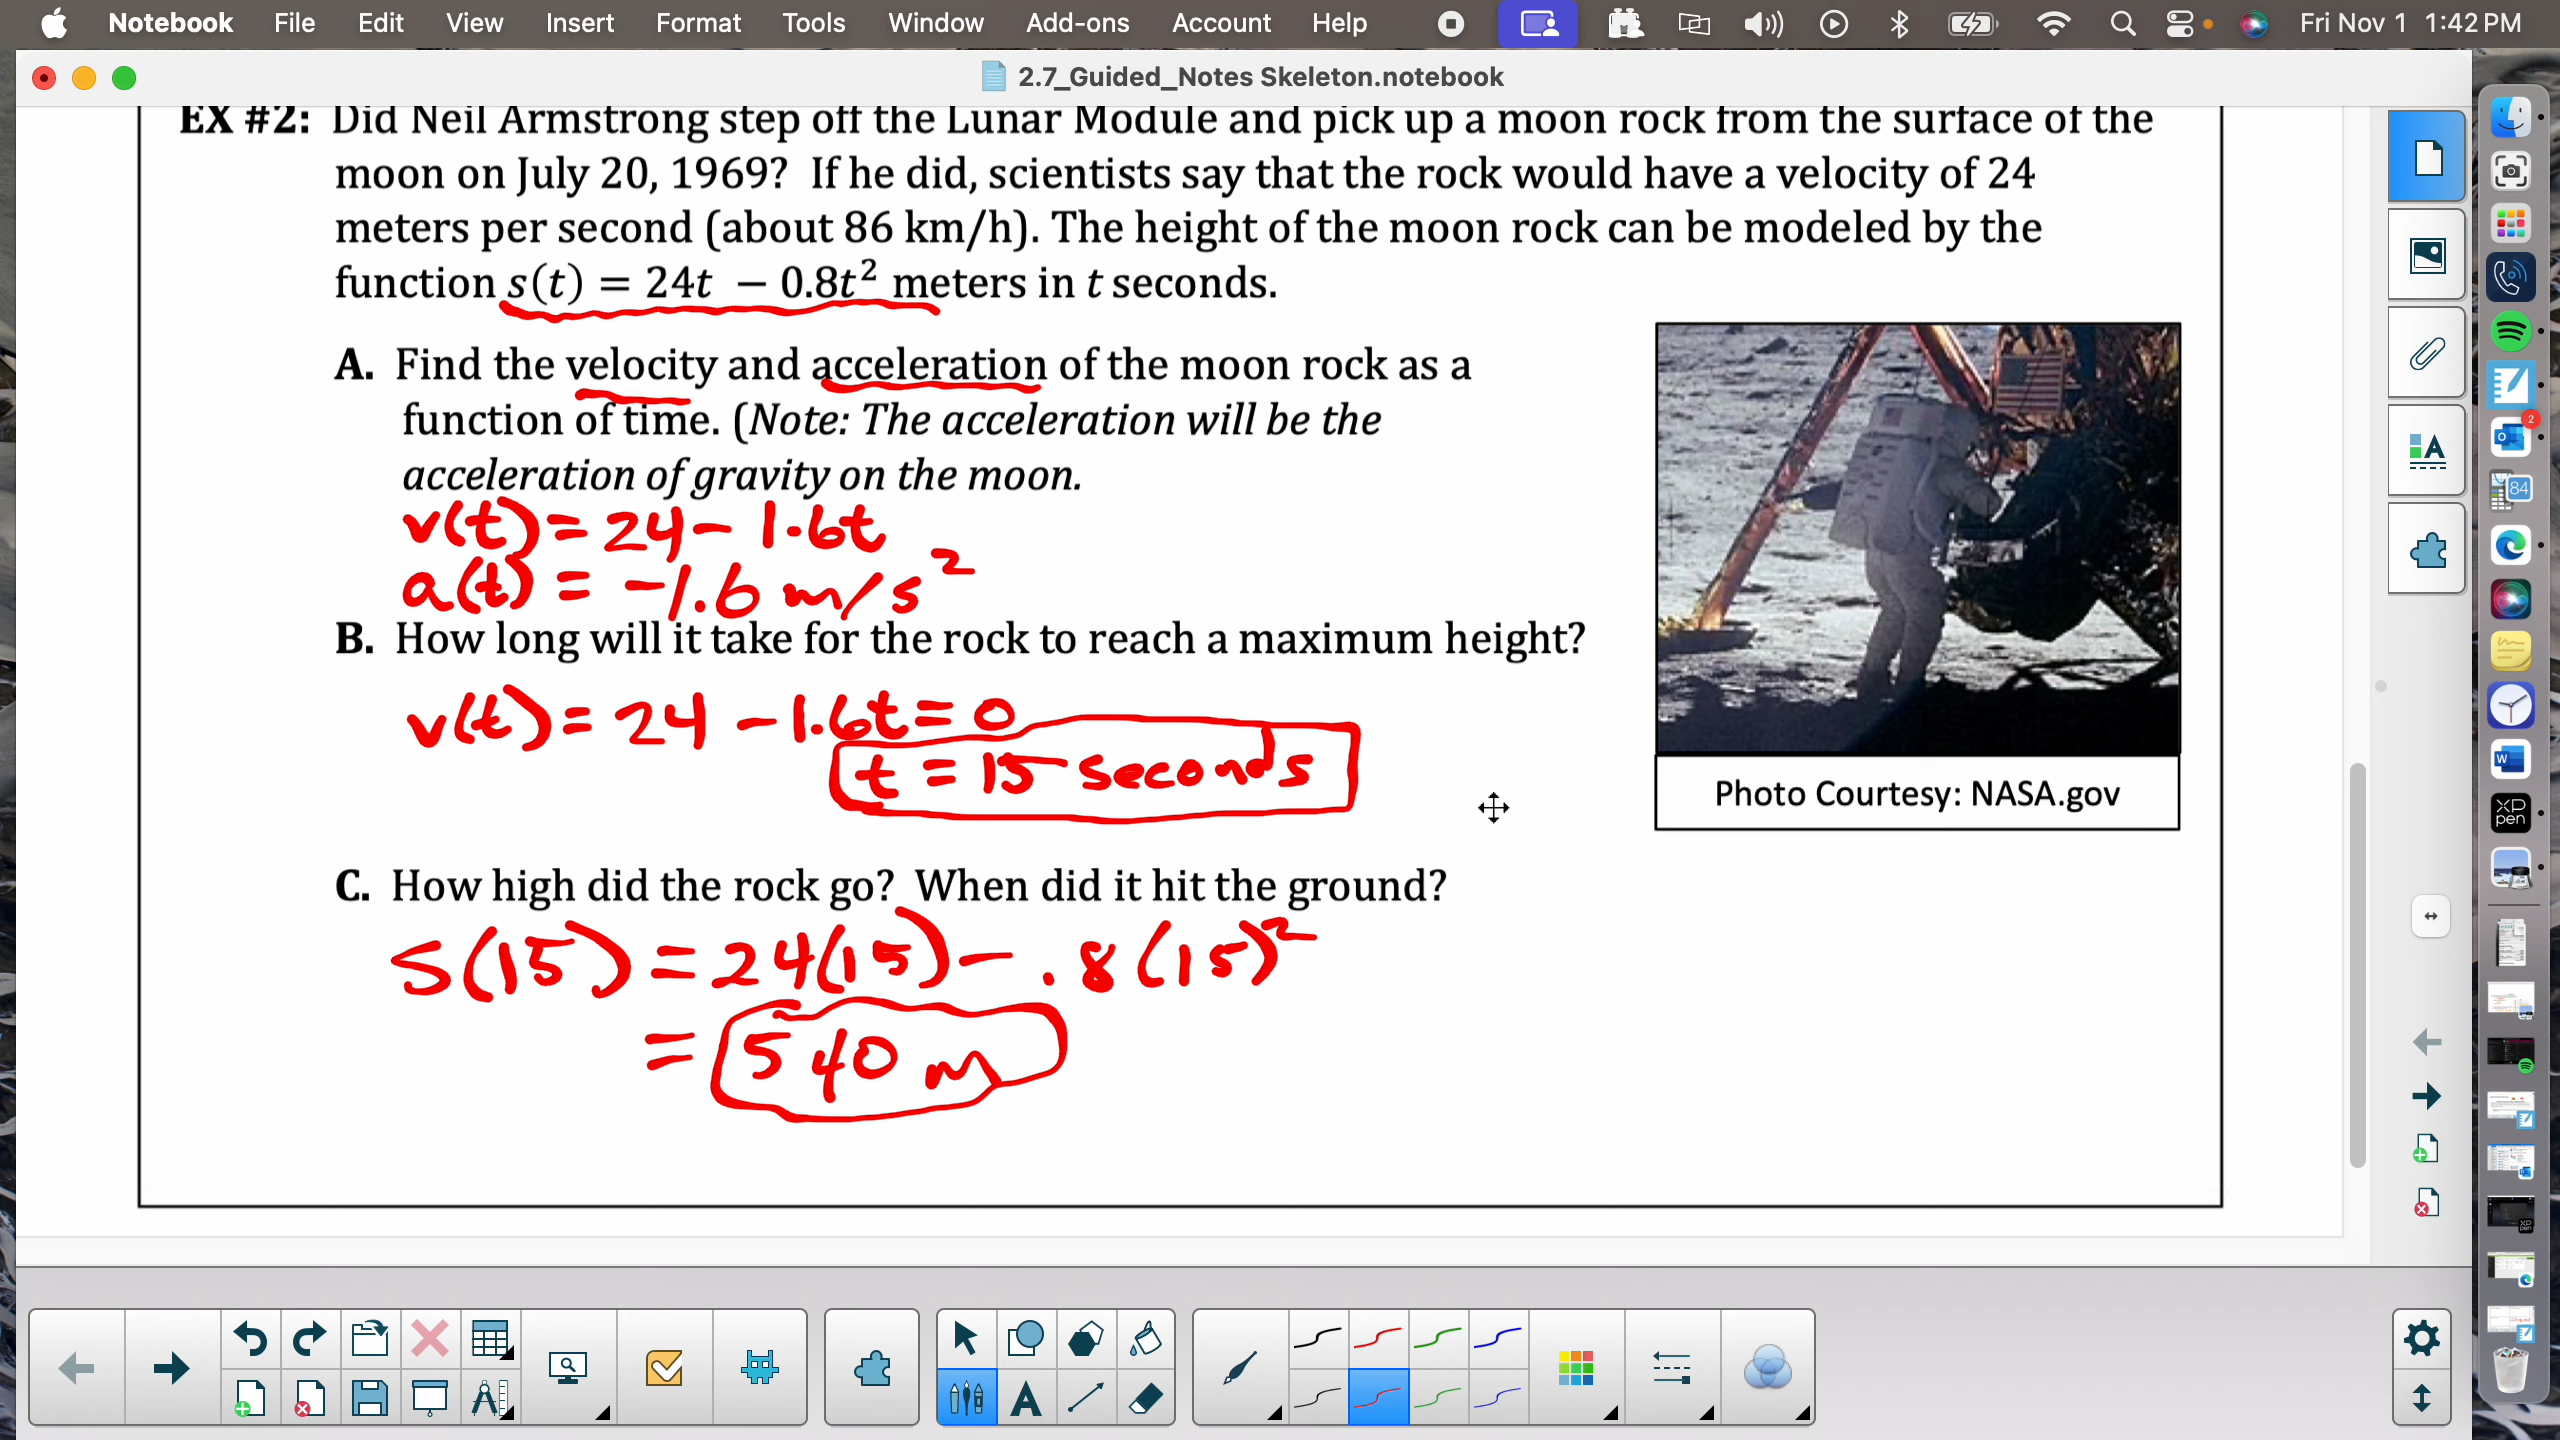 Notebook File Edit View Insert Format Tools Window Add-ons Account Help Fri Nov 1 1:42 PM
2.7_Guided_Notes Skeleton.notebook
EX #2: Did Neil Armstrong step off the Lunar Module and pick up a moon rock from the surface of the
moon on July 20, 1969? If he did, scientists say that the rock would have a velocity of 24
meters per second (about 86 km/h). The height of the moon rock can be modeled by the
function s(t) = 24t − 0.8t² meters in t seconds.
A. Find the velocity and acceleration of the moon rock as a
function of time. (Note: The acceleration will be the
acceleration of gravity on the moon.
v(t) = 24 − 1.6t
a(t) = −1.6 m/s²
B. How long will it take for the rock to reach a maximum height?
v(t) = 24 − 1.6t = 0
t = 15 seconds
Photo Courtesy: NASA.gov
C. How high did the rock go? When did it hit the ground?
s(15) = 24(15) − .8(15)²
= 540 m
A
A
2
84
XP
pen